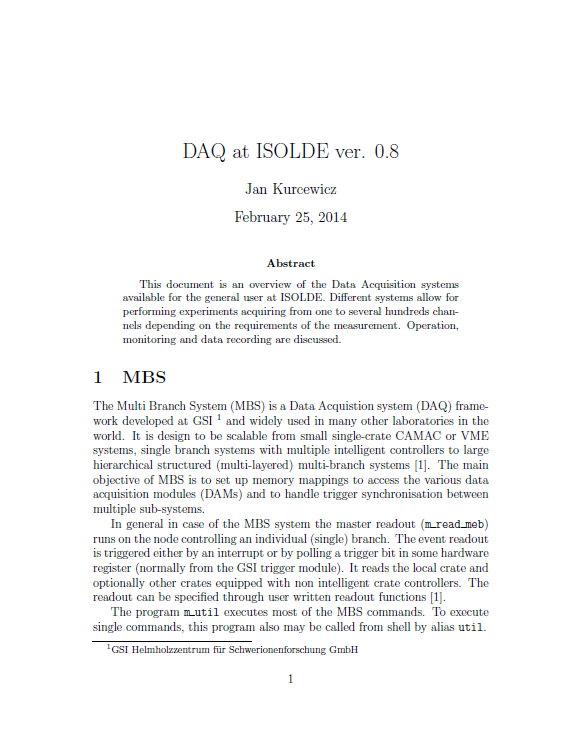 DAQ at ISOLDE ver. 0.8
Jan Kurcewicz
February 25, 2014
Abstract
This document is an overview of the Data Acquisition systems
available for the general user at ISOLDE. Different systems allow for
performing experiments acquiring from one to several hundreds chan-
nels depending on the requirements of the measurement. Operation,
monitoring and data recording are discussed.
1 MBS
The Multi Branch System (MBS) is a Data Acquistion system (DAQ) frame-
work developed at GSI 1 and widely used in many other laboratories in the
world. It is design to be scalable from small single-crate CAMAC or VME
systems, single branch systems with multiple intelligent controllers to large
hierarchical structured (multi-layered) multi-branch systems [1]. The main
objective of MBS is to set up memory mappings to access the various data
acquisition modules (DAMs) and to handle trigger synchronisation between
multiple sub-systems.
In general in case of the MBS system the master readout (m_read_meb)
runs on the node controlling an individual (single) branch. The event readout
is triggered either by an interrupt or by polling a trigger bit in some hardware
register (normally from the GSI trigger module). It reads the local crate and
optionally other crates equipped with non intelligent crate controllers. The
readout can be specified through user written readout functions [1].
The program m_util executes most of the MBS commands. To execute
single commands, this program also may be called from shell by alias util.
1GSI Helmholzzentrum für Schwerionenforschung GmbH
1